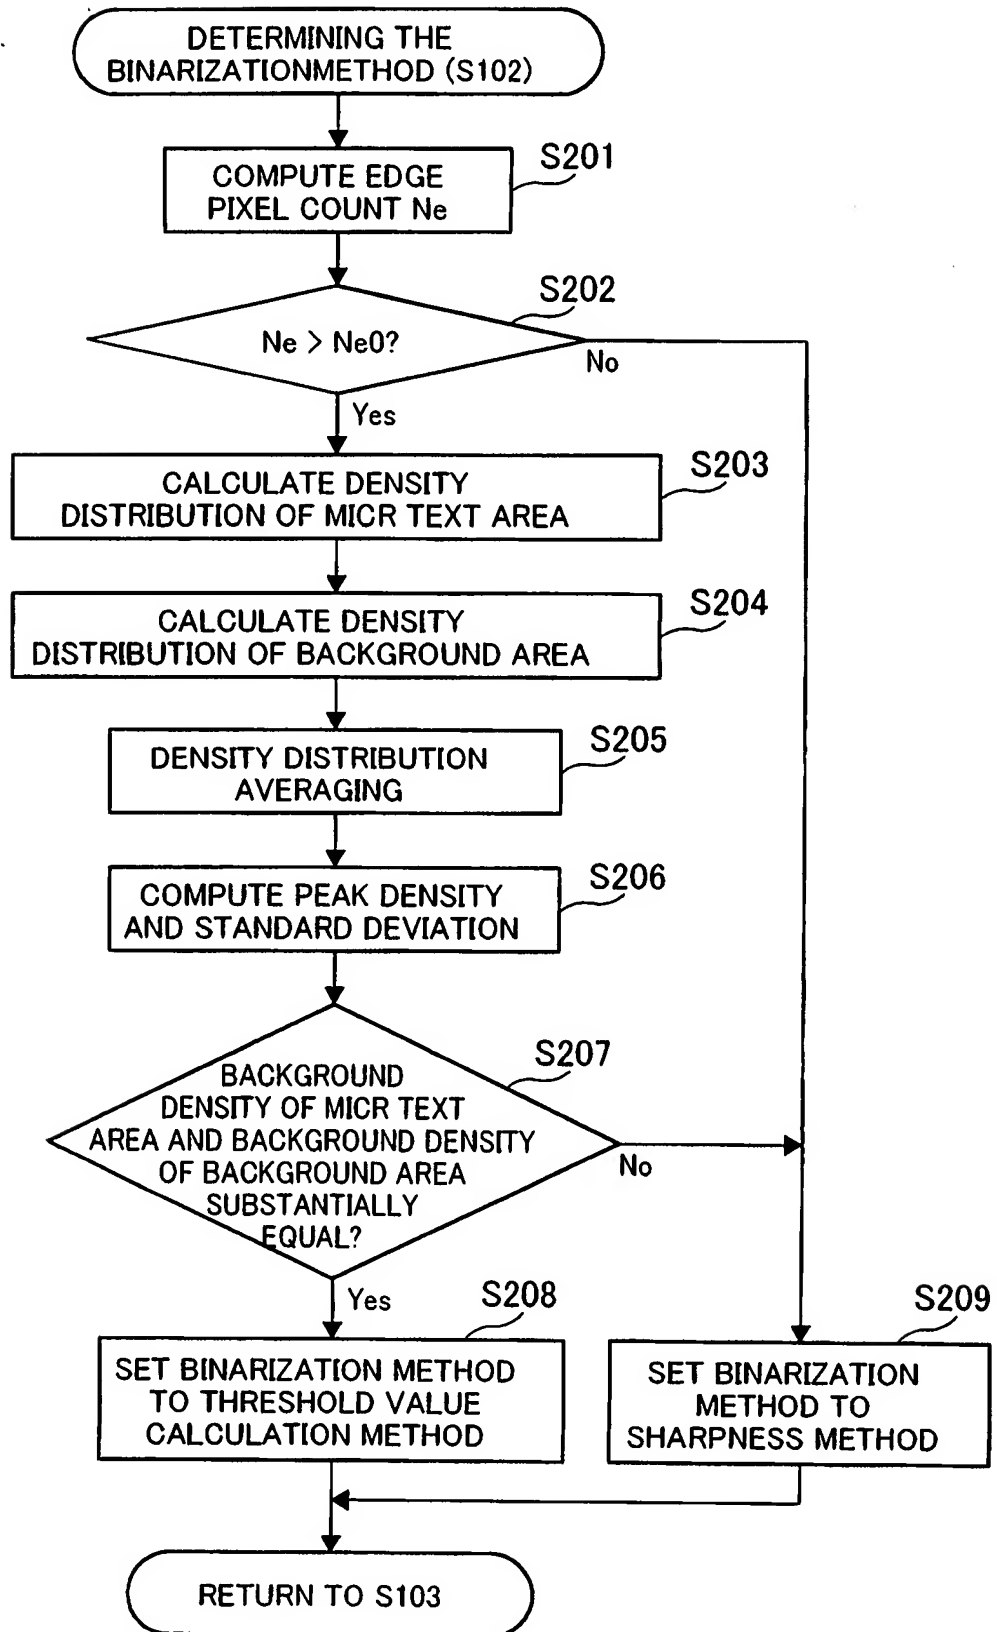 DETERMINING THE
BINARIZATIONMETHOD (S102)
S201
COMPUTE EDGE
PIXEL COUNT Ne
S202
Ne > Ne0?
No
Yes
S203
CALCULATE DENSITY
DISTRIBUTION OF MICR TEXT AREA
S204
CALCULATE DENSITY
DISTRIBUTION OF BACKGROUND AREA
S205
DENSITY DISTRIBUTION
AVERAGING
S206
COMPUTE PEAK DENSITY
AND STANDARD DEVIATION
S207
BACKGROUND
DENSITY OF MICR TEXT
AREA AND BACKGROUND DENSITY
OF BACKGROUND AREA
SUBSTANTIALLY
EQUAL?
No
Yes
S208
SET BINARIZATION METHOD
TO THRESHOLD VALUE
CALCULATION METHOD
S209
SET BINARIZATION
METHOD TO
SHARPNESS METHOD
RETURN TO S103